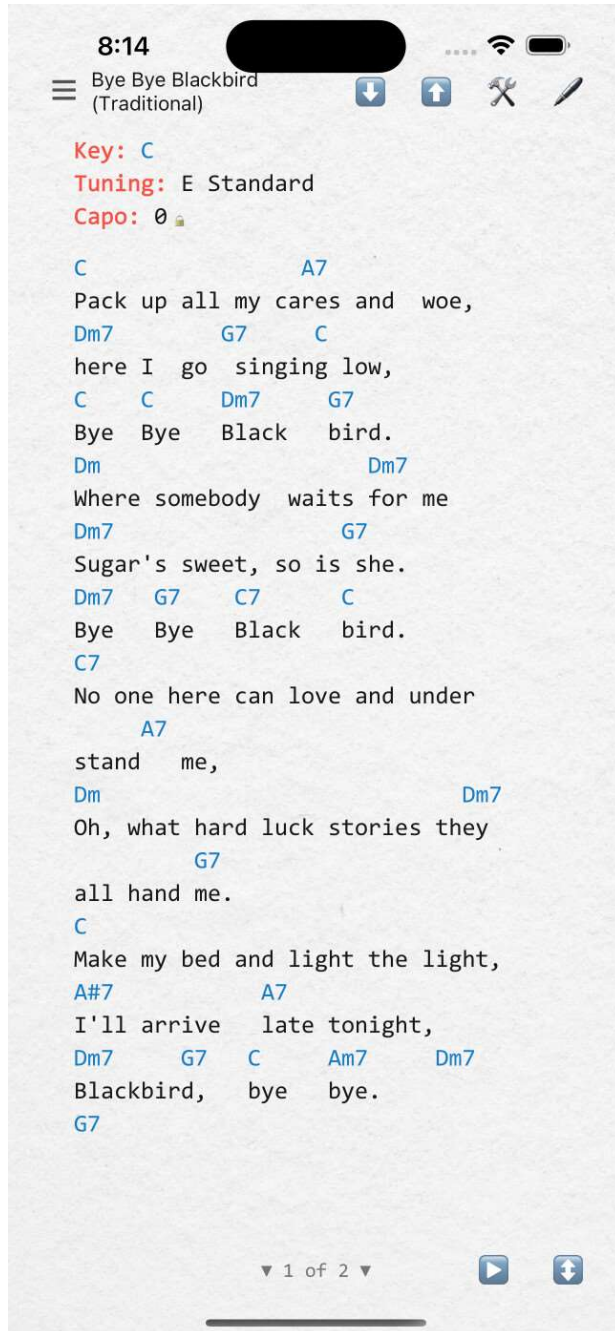 8:14
Bye Bye Blackbird
(Traditional)
Key: C
Tuning: E Standard
Capo: 0
C                A7
Pack up all my cares and  woe,
Dm7        G7     C
here I  go  singing low,
C    C     Dm7     G7
Bye  Bye   Black   bird.
Dm                    Dm7
Where somebody  waits for me
Dm7                 G7
Sugar's sweet, so is she.
Dm7   G7    C7      C
Bye   Bye   Black   bird.
C7
No one here can love and under
     A7
stand   me,
Dm                           Dm7
Oh, what hard luck stories they
         G7
all hand me.
C
Make my bed and light the light,
A#7           A7
I'll arrive   late tonight,
Dm7     G7   C     Am7     Dm7
Blackbird,   bye   bye.
G7
▼ 1 of 2 ▼